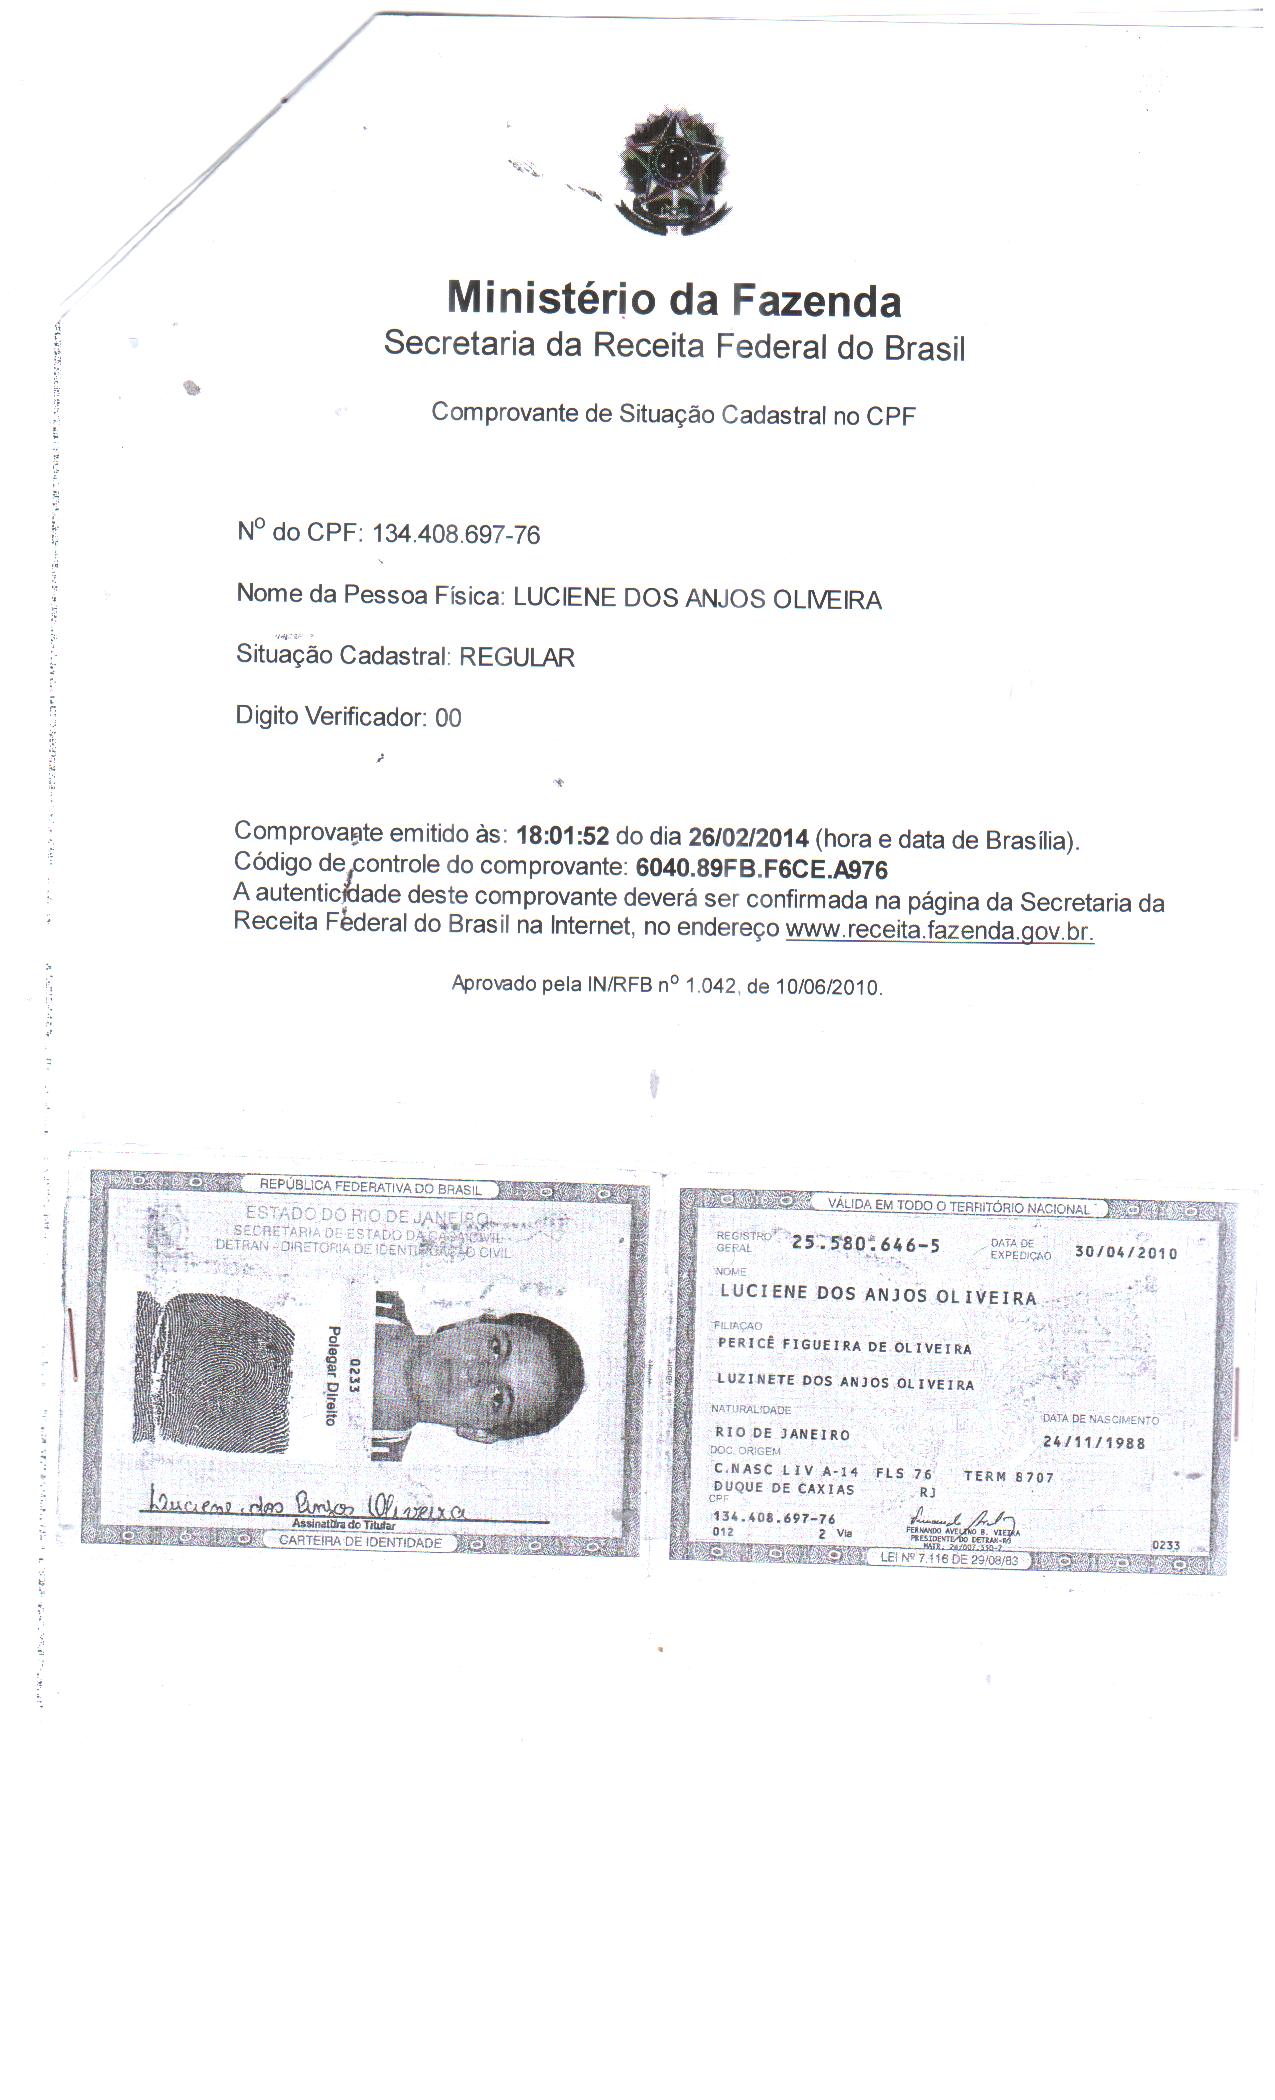 Ministério da Fazenda
Secretaria da Receita Federal do Brasil
Comprovante de Situação Cadastral no CPF
Nº do CPF: 134.408.697-76
Nome da Pessoa Física: LUCIENE DOS ANJOS OLIVEIRA
Situação Cadastral: REGULAR
Digito Verificador: 00
Comprovante emitido às: 18:01:52 do dia 26/02/2014 (hora e data de Brasília).
Código de controle do comprovante: 6040.89FB.F6CE.A976
A autenticidade deste comprovante deverá ser confirmada na página da Secretaria da
Receita Federal do Brasil na Internet, no endereço www.receita.fazenda.gov.br.
Aprovado pela IN/RFB nº 1.042, de 10/06/2010.
REPÚBLICA FEDERATIVA DO BRASIL
ESTADO DO RIO DE JANEIRO
SECRETARIA DE ESTADO DA CASA CIVIL
DETRAN - DIRETORIA DE IDENTIFICAÇÃO CIVIL
0233
Polegar Direito
Luciene dos Anjos Oliveira
Assinatura do Titular
CARTEIRA DE IDENTIDADE
VÁLIDA EM TODO O TERRITÓRIO NACIONAL
REGISTRO GERAL 25.580.646-5 DATA DE EXPEDIÇÃO 30/04/2010
NOME
LUCIENE DOS ANJOS OLIVEIRA
FILIAÇÃO
PERICÊ FIGUEIRA DE OLIVEIRA
LUZINETE DOS ANJOS OLIVEIRA
NATURALIDADE DATA DE NASCIMENTO
RIO DE JANEIRO 24/11/1988
DOC. ORIGEM
C.NASC LIV A-14 FLS 76 TERM 8707
DUQUE DE CAXIAS RJ
CPF
134.408.697-76
012 2 Via
FERNANDO AVELINO B. VIEIRA
PRESIDENTE DO DETRAN-RJ
0233
LEI Nº 7.116 DE 29/08/83